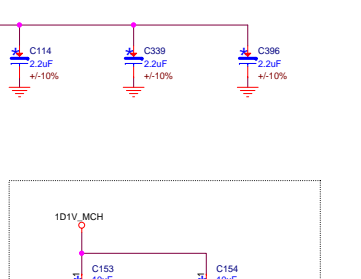 C114
2.2uF
+/-10%
C339
2.2uF
+/-10%
C396
2.2uF
+/-10%
1D1V_MCH
C153
C154